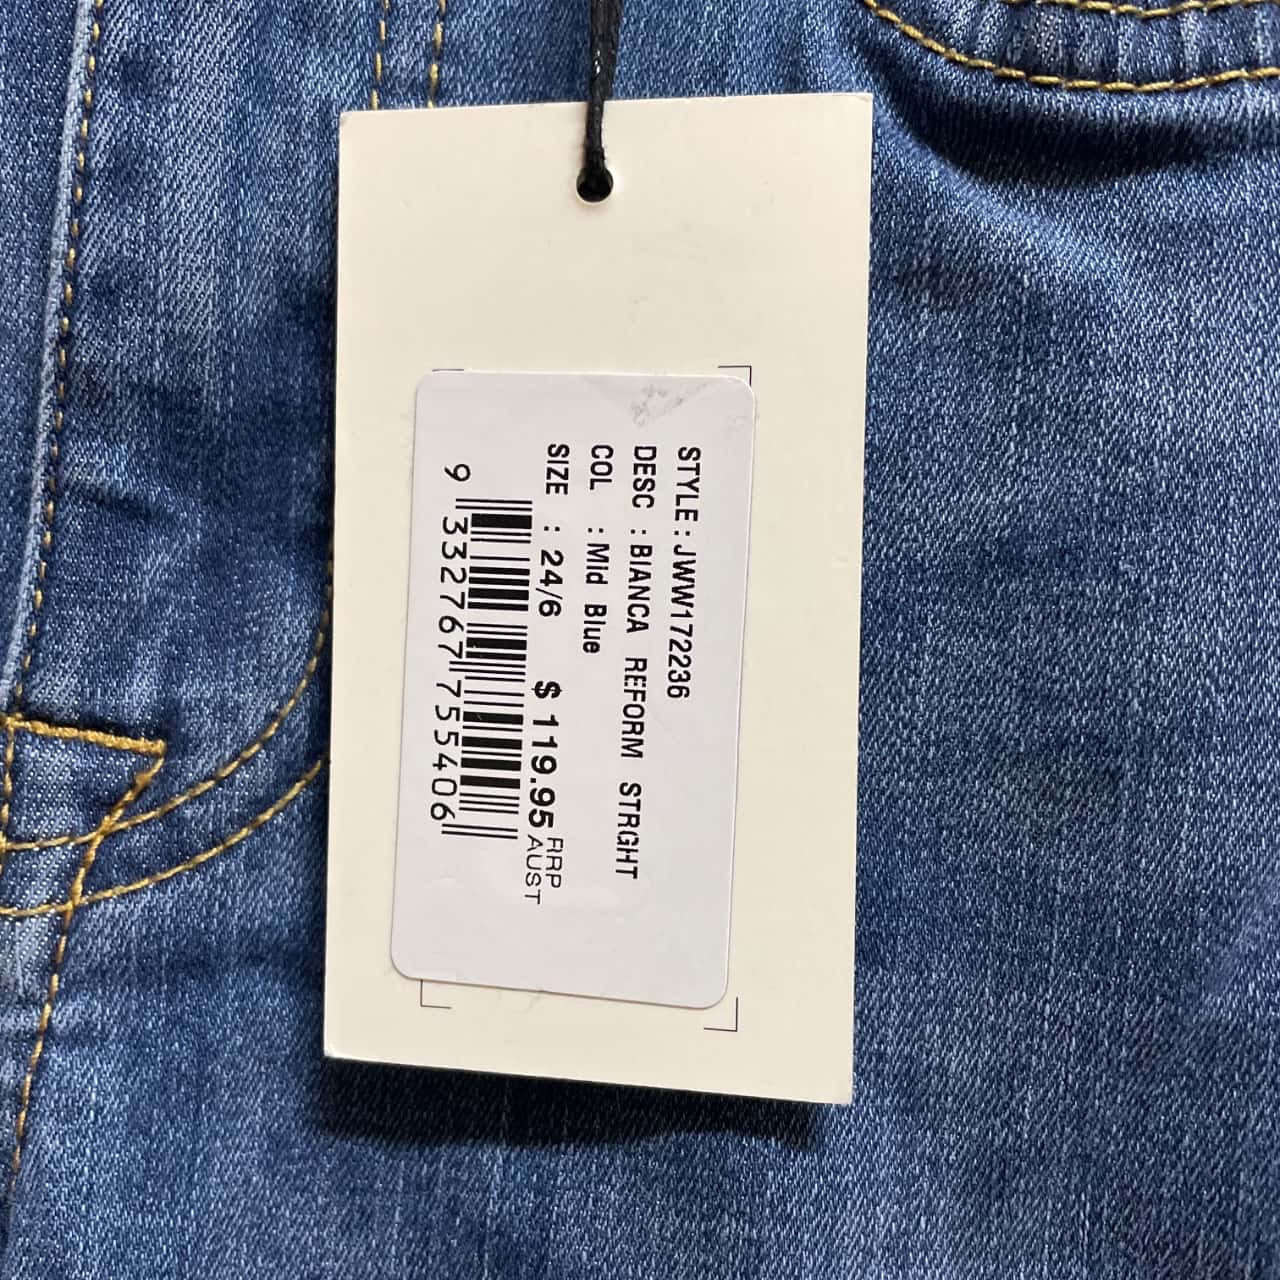 STYLE : JWW172236
DESC : BIANCA REFORM STRGHT
COL : Mid Blue
SIZE : 24/6 $ 119.95 RRP AUST
9 332767 755406